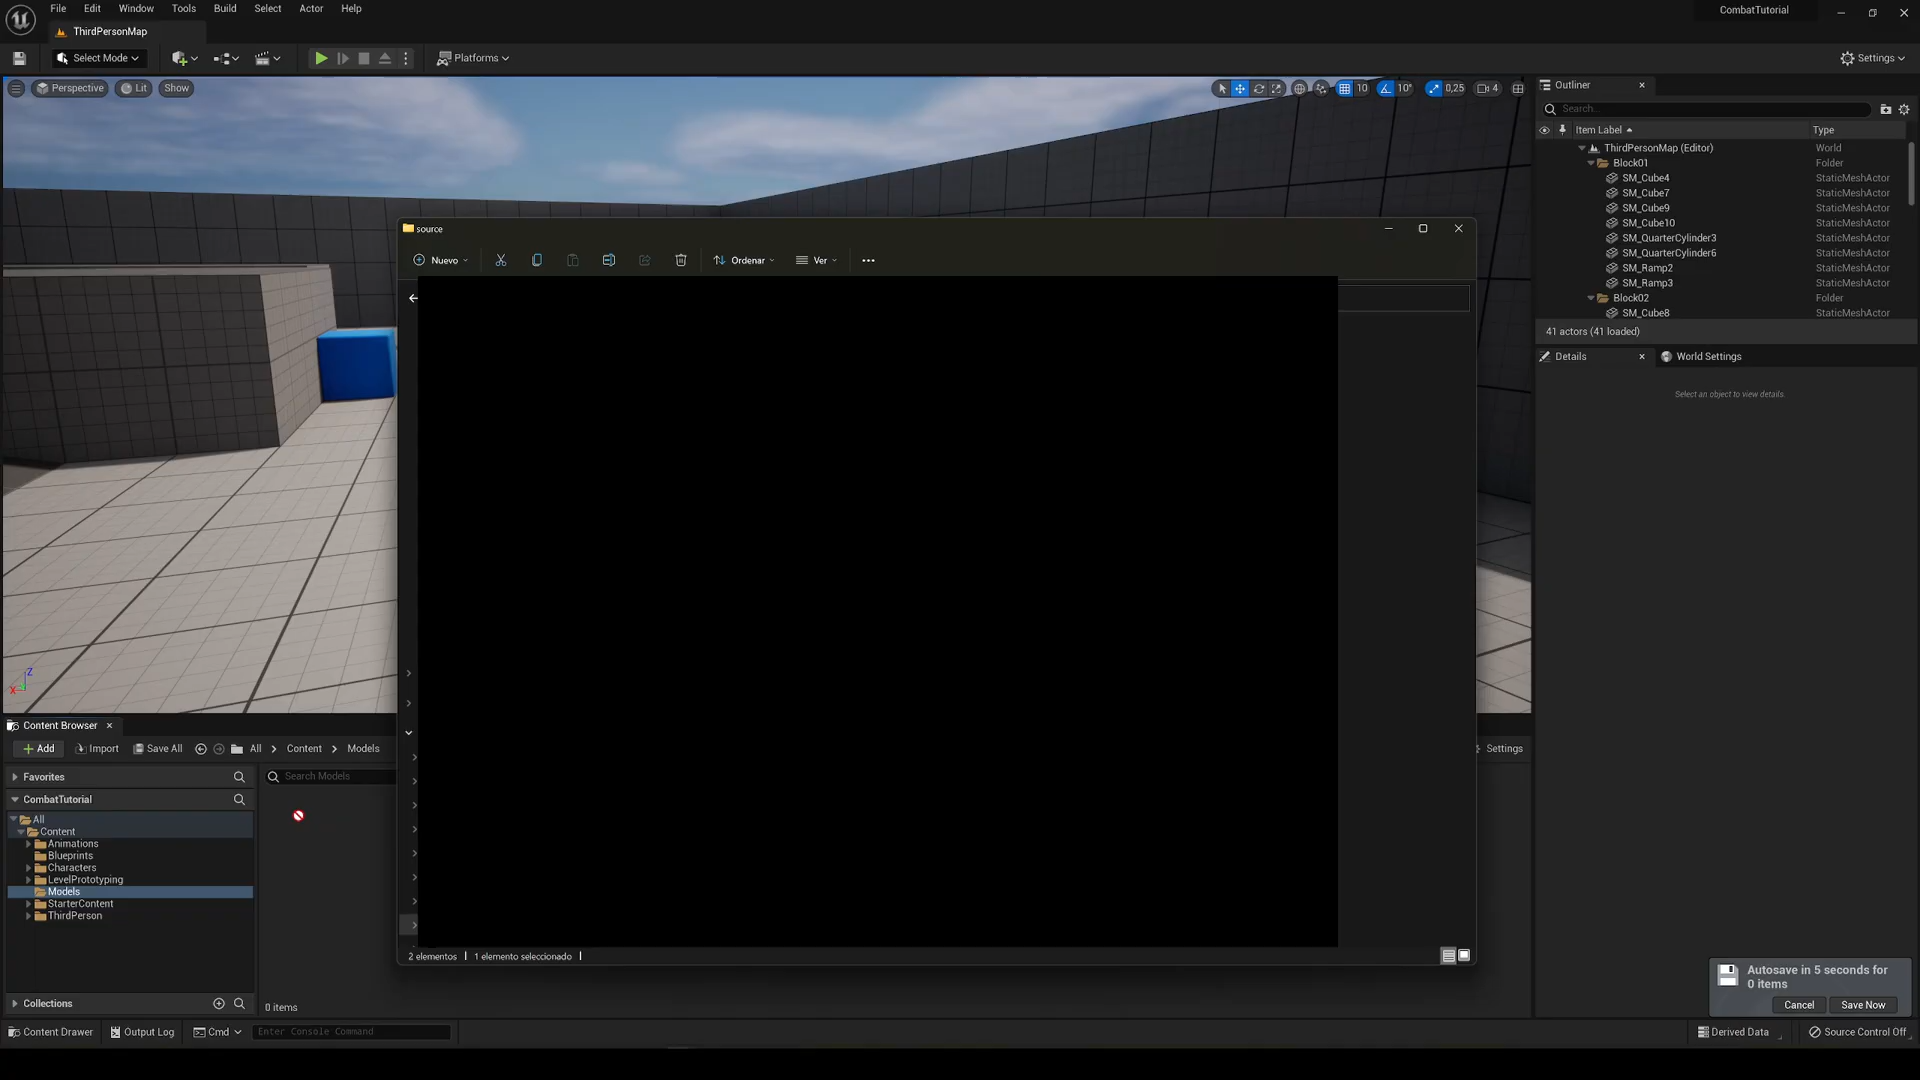 File Edit Window Tools Build Select Actor Help
CombatTutorial
ThirdPersonMap
Select Mode
Platforms
Settings
Perspective Lit Show
10 10° 0,25 4
Outliner
Search...
Item Label Type
ThirdPersonMap (Editor) World
Block01 Folder
SM_Cube4 StaticMeshActor
SM_Cube7 StaticMeshActor
SM_Cube9 StaticMeshActor
SM_Cube10 StaticMeshActor
SM_QuarterCylinder3 StaticMeshActor
SM_QuarterCylinder6 StaticMeshActor
SM_Ramp2 StaticMeshActor
SM_Ramp3 StaticMeshActor
Block02 Folder
SM_Cube8 StaticMeshActor
41 actors (41 loaded)
Details World Settings
Select an object to view details.
source
Nuevo Ordenar Ver
2 elementos 1 elemento seleccionado
Z
X
Content Browser
Add Import Save All All Content Models
Settings
Favorites
Search Models
CombatTutorial
All
Content
Animations
Blueprints
Characters
LevelPrototyping
Models
StarterContent
ThirdPerson
Collections
0 items
Autosave in 5 seconds for
0 items
Cancel Save Now
Content Drawer Output Log Cmd Enter Console Command
Derived Data Source Control Off